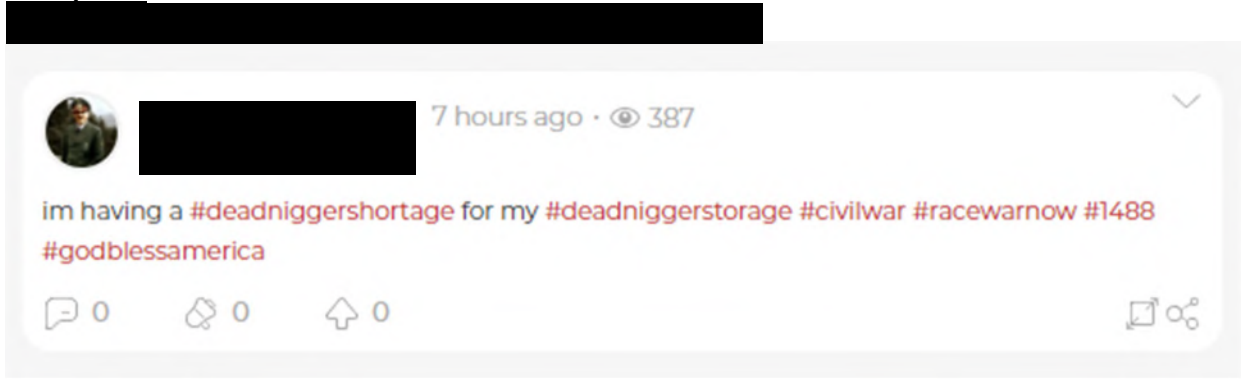 7 hours ago · 387
im having a #deadniggershortage for my #deadniggerstorage #civilwar #racewarnow #1488
#godblessamerica
0 0 0